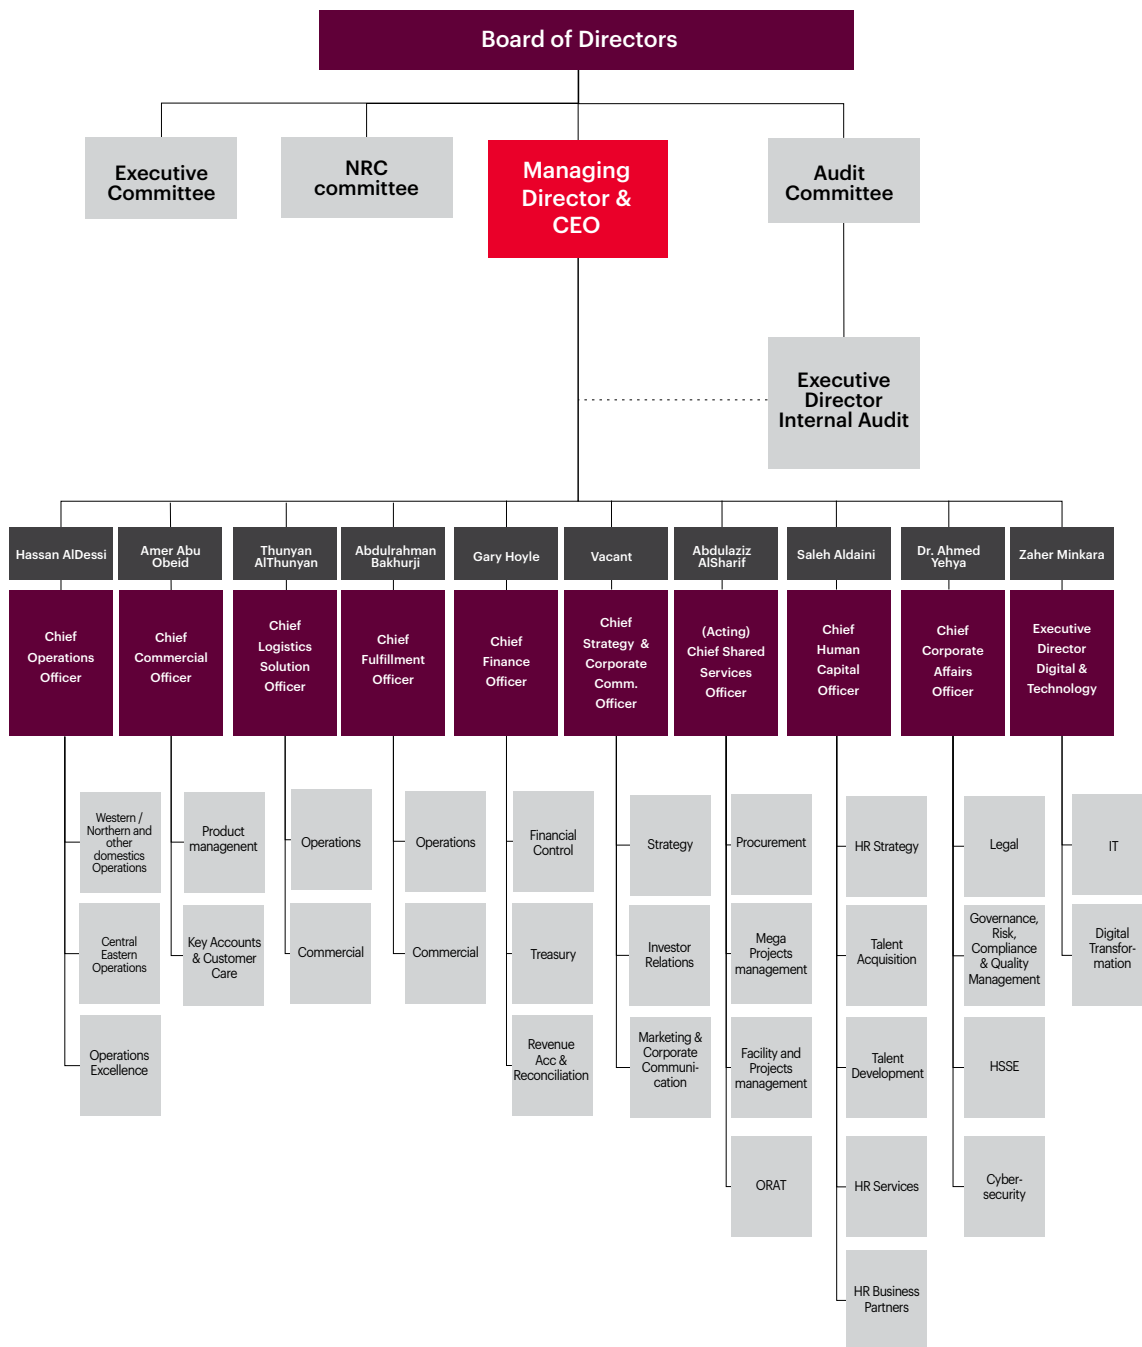 Board of Directors
Executive
Committee
NRC
committee
Managing
Director &
CEO
Audit
Committee
Executive
Director
Internal Audit
Hassan AlDessi
Amer Abu
Obeid
Thunyan
AlThunyan
Abdulrahman
Bakhurji
Gary Hoyle
Vacant
Abdulaziz
AlSharif
Saleh Aldaini
Dr. Ahmed
Yehya
Zaher Minkara
Chief
Operations
Officer
Chief
Commercial
Officer
Chief
Logistics
Solution
Officer
Chief
Fulfillment
Officer
Chief
Finance
Officer
Chief
Strategy &
Corporate
Comm.
Officer
(Acting)
Chief Shared
Services
Officer
Chief
Human
Capital
Officer
Chief
Corporate
Affairs
Officer
Executive
Director
Digital &
Technology
Western /
Northern and
other
domestics
Operations
Product
management
Operations
Operations
Financial
Control
Strategy
Procurement
HR Strategy
Legal
IT
Central
Eastern
Operations
Key Accounts
& Customer
Care
Commercial
Commercial
Treasury
Investor
Relations
Mega
Projects
management
Talent
Acquisition
Governance,
Risk,
Compliance
& Quality
Management
Digital
Transfor-
mation
Operations
Excellence
Revenue
Acc &
Reconciliation
Marketing &
Corporate
Communi-
cation
Facility and
Projects
management
Talent
Development
HSSE
ORAT
HR Services
Cyber-
security
HR Business
Partners